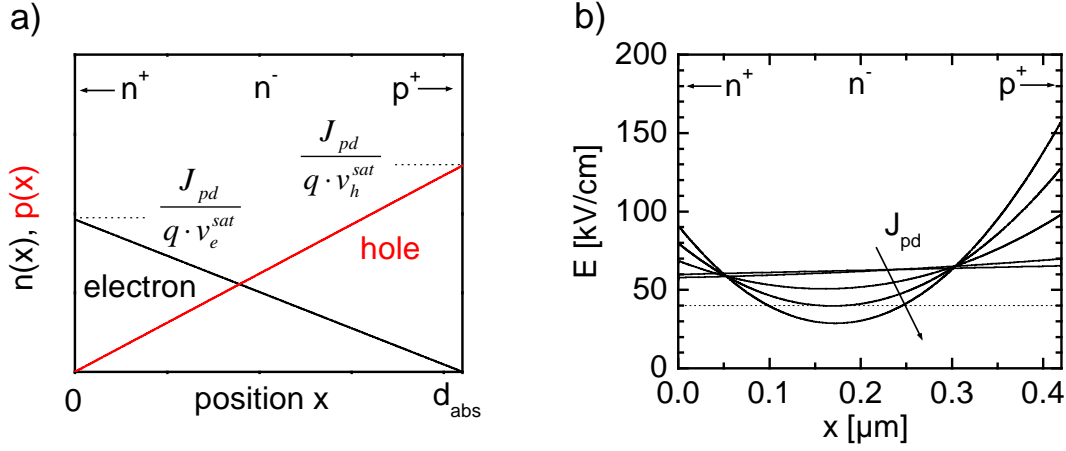 a)
n⁺
n⁻
p⁺
J_pd
q · v_h^sat
J_pd
q · v_e^sat
hole
electron
n(x), p(x)
0
position x
d_abs
b)
200
150
100
50
0
E [kV/cm]
n⁺
n⁻
p⁺
J_pd
0.0
0.1
0.2
0.3
0.4
x [µm]